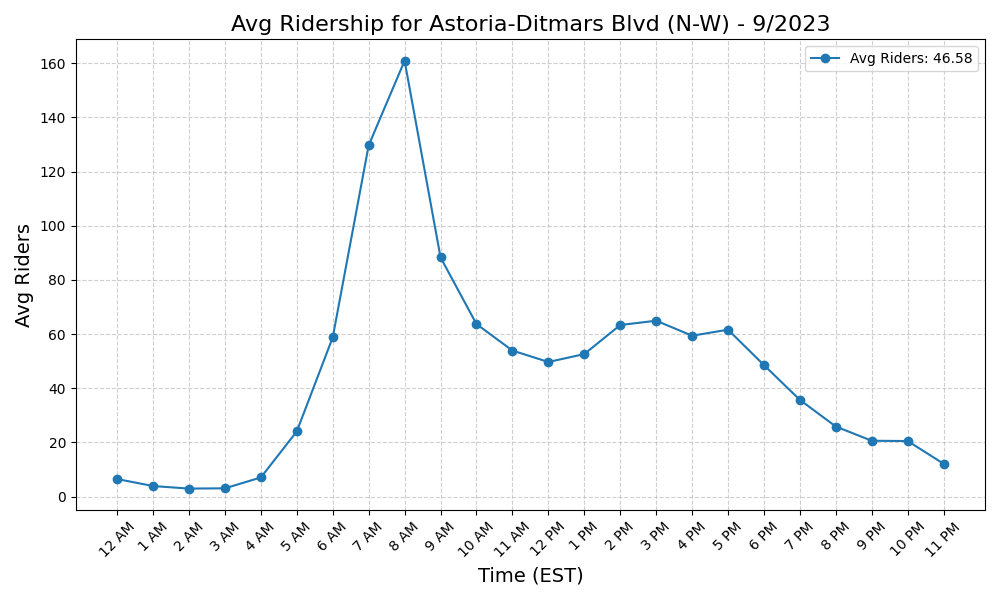 Avg Ridership for Astoria-Ditmars Blvd (N-W) - 9/2023
Avg Riders: 46.58
Avg Riders
160
140
120
100
80
60
40
20
0
12 AM
1 AM
2 AM
3 AM
4 AM
5 AM
6 AM
7 AM
8 AM
9 AM
10 AM
11 AM
12 PM
1 PM
2 PM
3 PM
4 PM
5 PM
6 PM
7 PM
8 PM
9 PM
10 PM
11 PM
Time (EST)